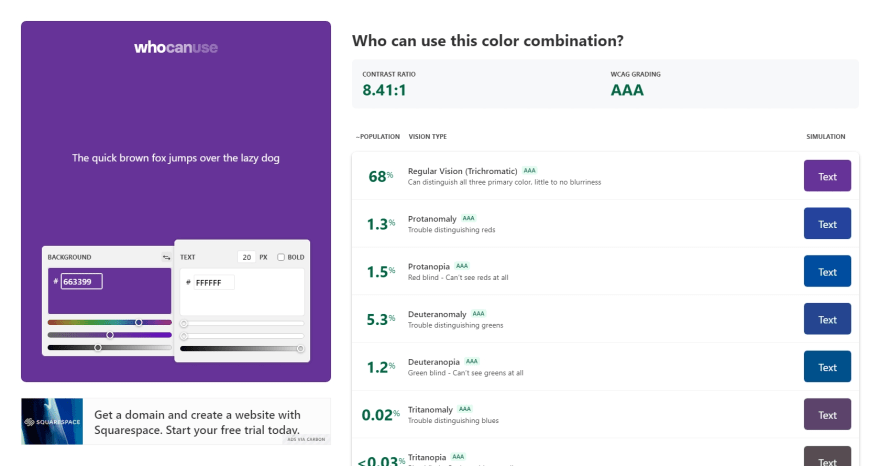 whocanuse
The quick brown fox jumps over the lazy dog
BACKGROUND
# 663399
TEXT
20 PX
BOLD
# FFFFFF
SQUARESPACE
Get a domain and create a website with
Squarespace. Start your free trial today.
ADS VIA CARBON
Who can use this color combination?
CONTRAST RATIO
8.41:1
WCAG GRADING
AAA
~POPULATION VISION TYPE SIMULATION
68%
Regular Vision (Trichromatic) AAA
Can distinguish all three primary color, little to no blurriness
Text
1.3%
Protanomaly AAA
Trouble distinguishing reds
Text
1.5%
Protanopia AAA
Red blind - Can't see reds at all
Text
5.3%
Deuteranomaly AAA
Trouble distinguishing greens
Text
1.2%
Deuteranopia AAA
Green blind - Can't see greens at all
Text
0.02%
Tritanomaly AAA
Trouble distinguishing blues
Text
<0.03%
Tritanopia AAA
Text